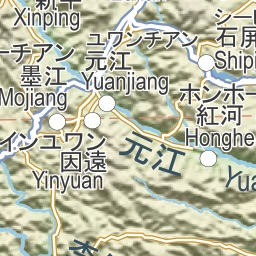 新平
Xinping
ーチアン
墨江
Mojiang
ユワンチアン
元江
Yuanjiang
シー
石屏
Shipi
ホンホー
紅河
Honghe
インユワン
因遠
Yinyuan
元江
Yua